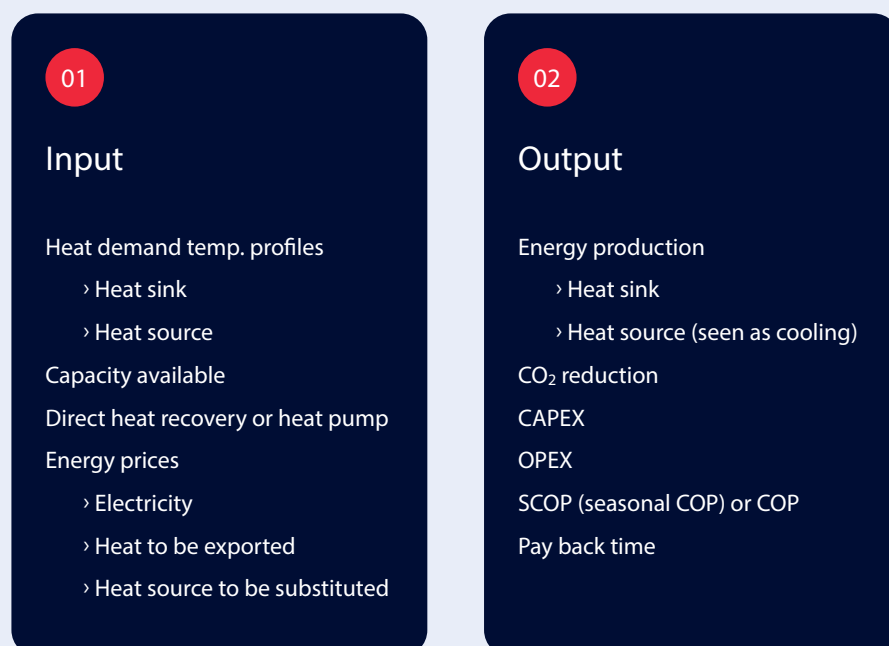 01
Input
Heat demand temp. profiles
› Heat sink
› Heat source
Capacity available
Direct heat recovery or heat pump
Energy prices
› Electricity
› Heat to be exported
› Heat source to be substituted
02
Output
Energy production
› Heat sink
› Heat source (seen as cooling)
CO₂ reduction
CAPEX
OPEX
SCOP (seasonal COP) or COP
Pay back time